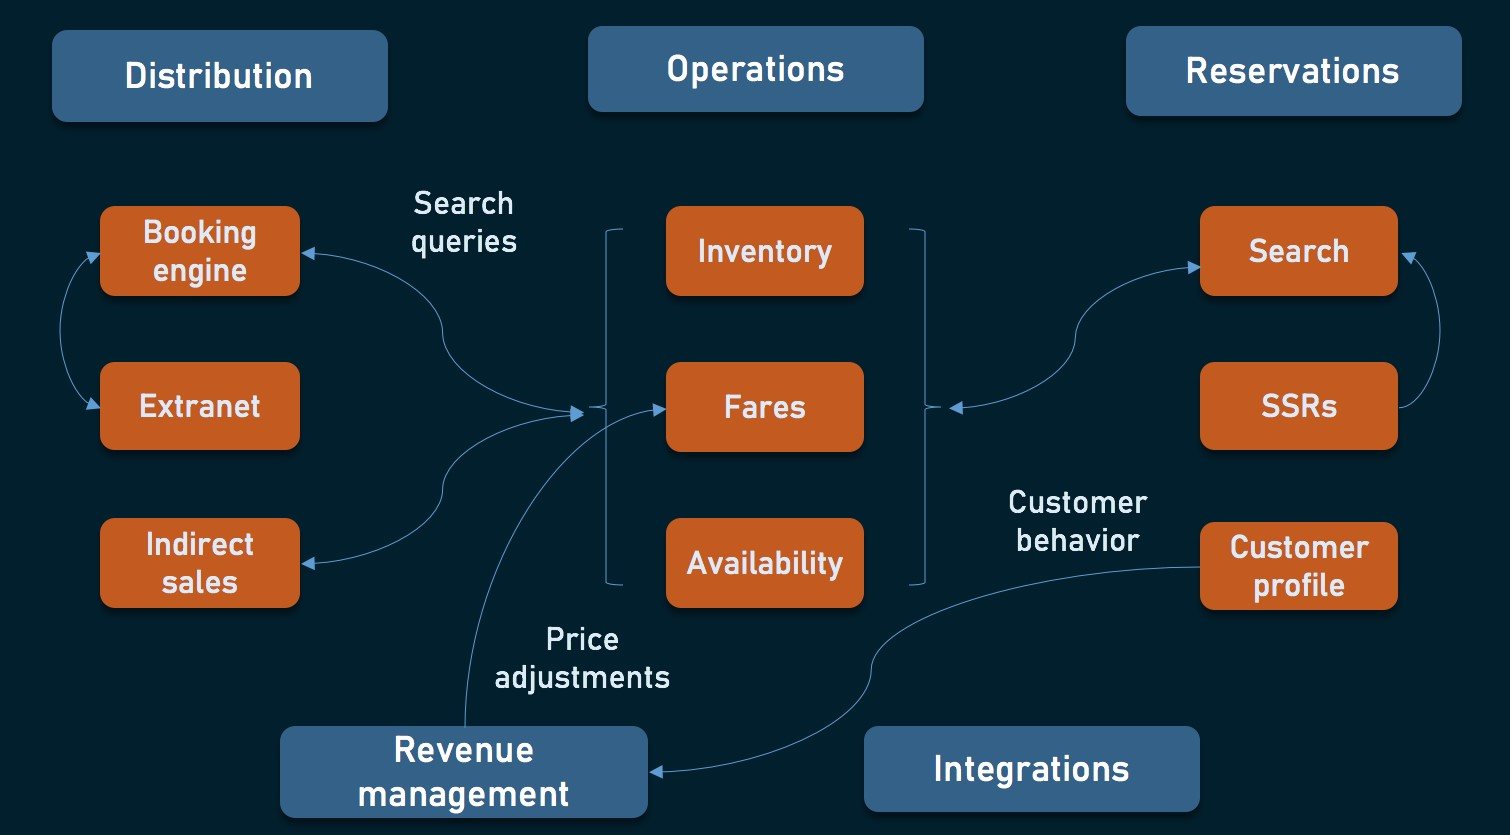 Distribution
Operations
Reservations
Search
queries
Booking
engine
Inventory
Search
Extranet
Fares
SSRs
Customer
behavior
Indirect
sales
Availability
Customer
profile
Price
adjustments
Revenue
management
Integrations